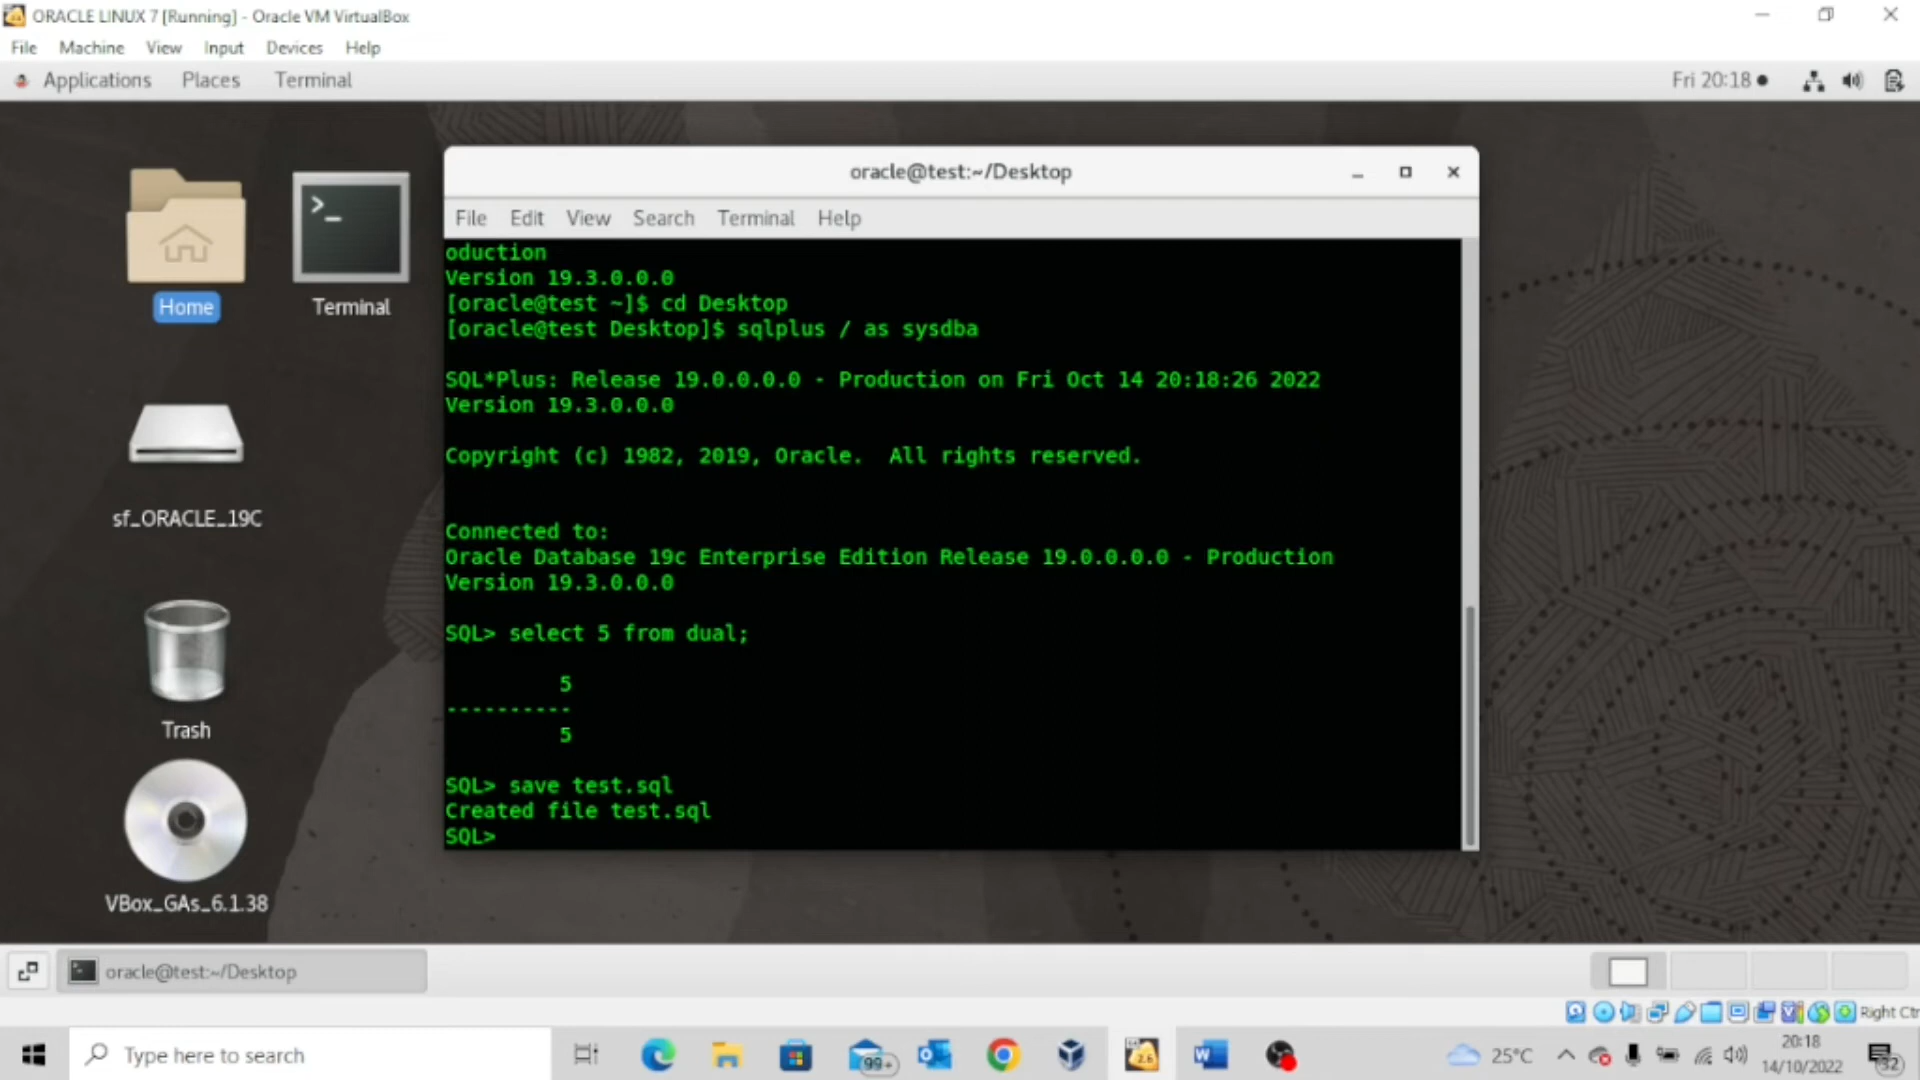 ORACLE LINUX 7 [Running] - Oracle VM VirtualBox
File Machine View Input Devices Help
Applications Places Terminal Fri 20:18
oracle@test:~/Desktop
File Edit View Search Terminal Help
oduction
Version 19.3.0.0.0
[oracle@test ~]$ cd Desktop
[oracle@test Desktop]$ sqlplus / as sysdba
SQL*Plus: Release 19.0.0.0.0 - Production on Fri Oct 14 20:18:26 2022
Version 19.3.0.0.0
Copyright (c) 1982, 2019, Oracle.  All rights reserved.
Connected to:
Oracle Database 19c Enterprise Edition Release 19.0.0.0.0 - Production
Version 19.3.0.0.0
SQL> select 5 from dual;
5
----------
5
SQL> save test.sql
Created file test.sql
SQL>
Home
Terminal
sf_ORACLE_19C
Trash
VBox_GAs_6.1.38
oracle@test:~/Desktop
Right Ctr
Type here to search
99+
2.6
25°C
20:18
14/10/2022
32